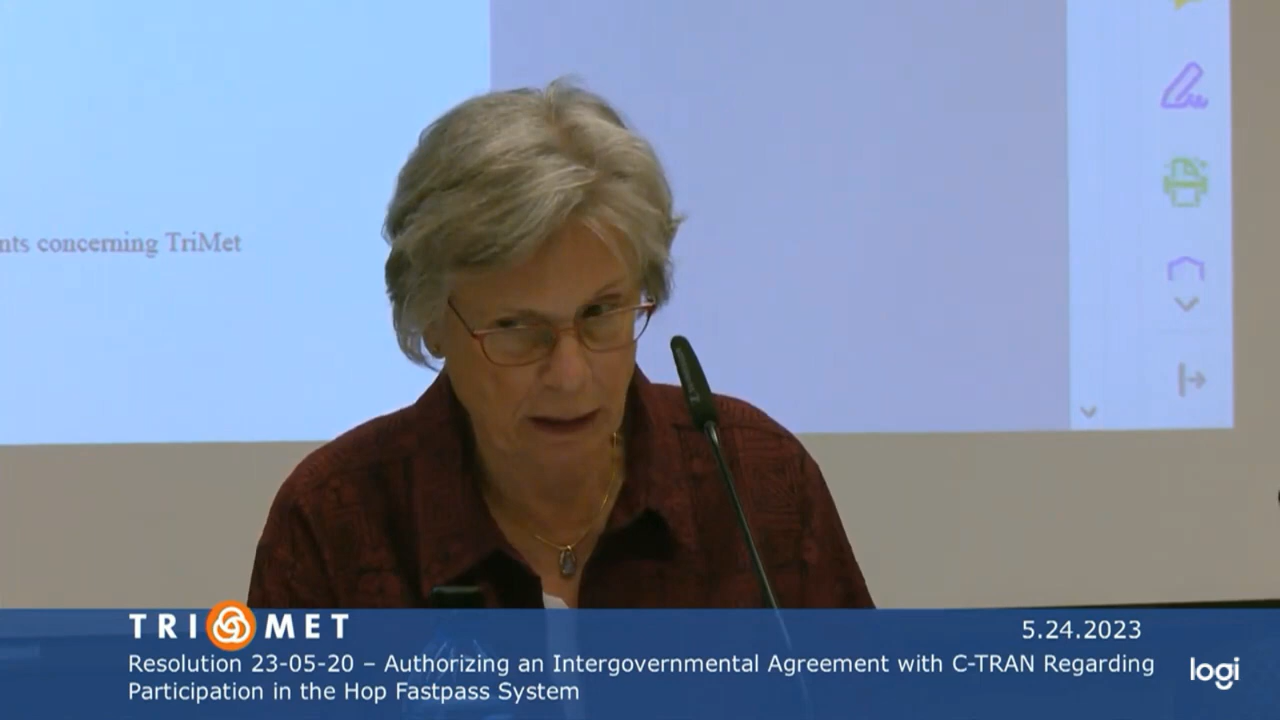 nts concerning TriMet
TRI MET
5.24.2023
Resolution 23-05-20 – Authorizing an Intergovernmental Agreement with C-TRAN Regarding
Participation in the Hop Fastpass System
logi